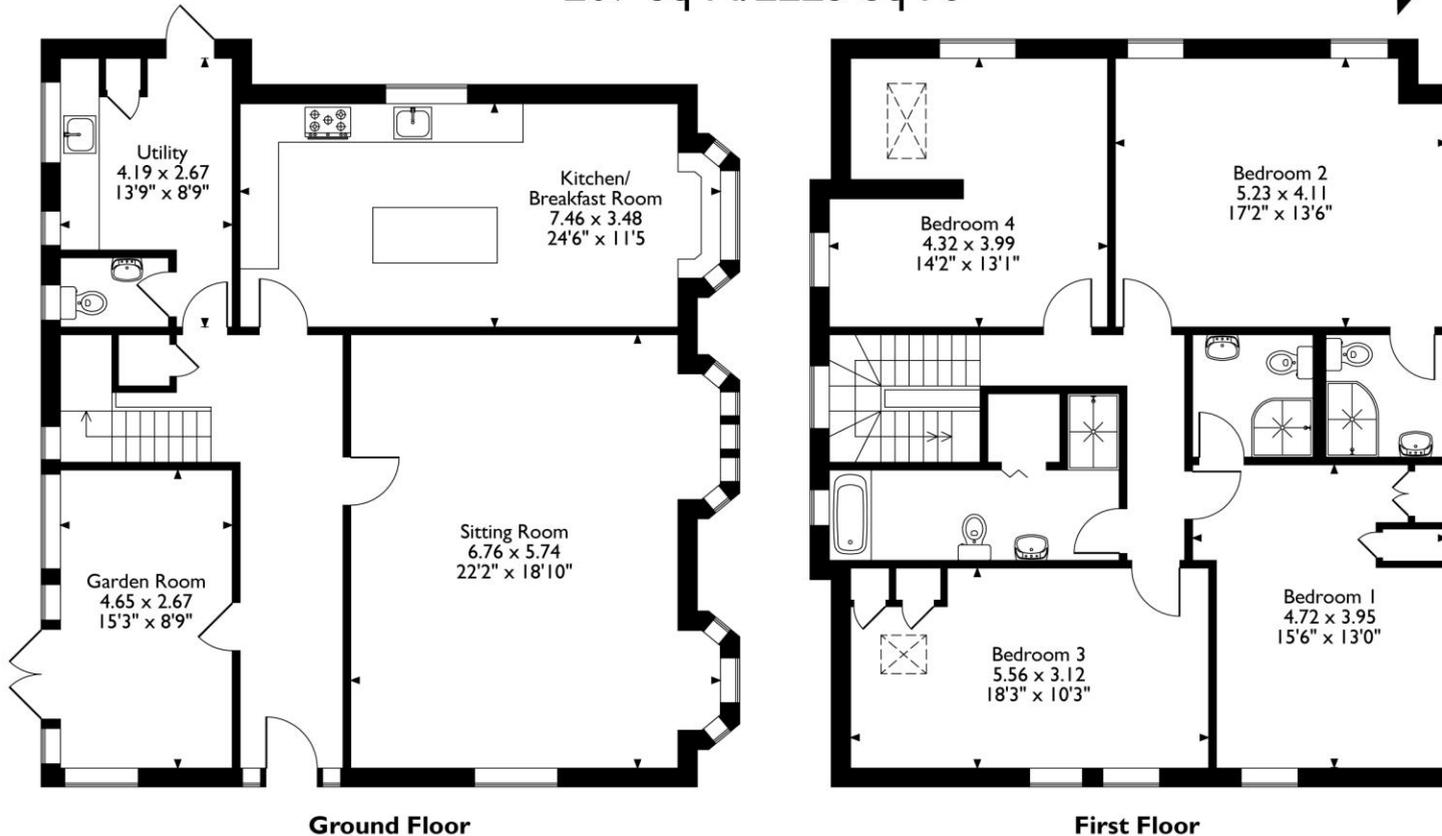 Utility
4.19 x 2.67
13'9" x 8'9"
Kitchen/
Breakfast Room
7.46 x 3.48
24'6" x 11'5
Sitting Room
6.76 x 5.74
22'2" x 18'10"
Garden Room
4.65 x 2.67
15'3" x 8'9"
Ground Floor
Bedroom 4
4.32 x 3.99
14'2" x 13'1"
Bedroom 2
5.23 x 4.11
17'2" x 13'6"
Bedroom 3
5.56 x 3.12
18'3" x 10'3"
Bedroom 1
4.72 x 3.95
15'6" x 13'0"
First Floor